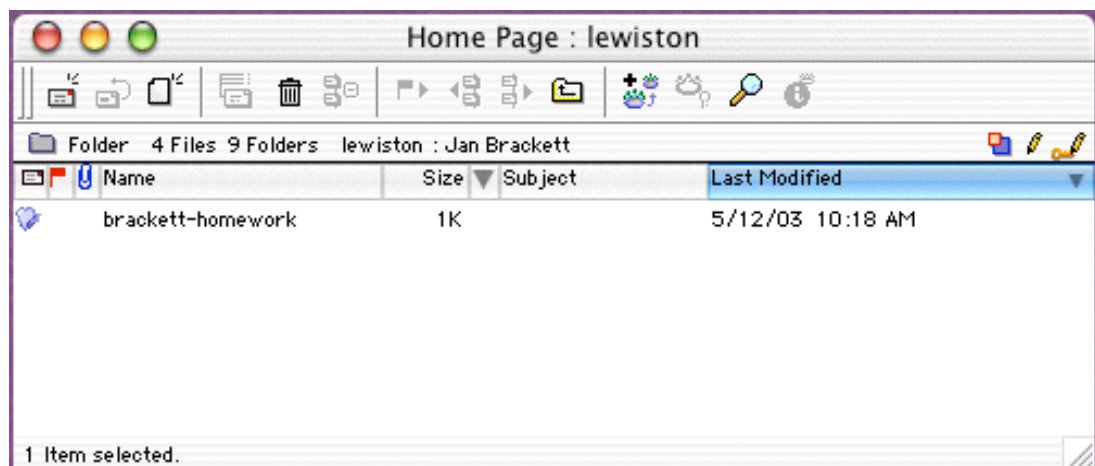 Home Page : lewiston
Folder 4 Files 9 Folders lewiston : Jan Brackett
Name Size Subject Last Modified
brackett-homework 1K 5/12/03 10:18 AM
1 Item selected.